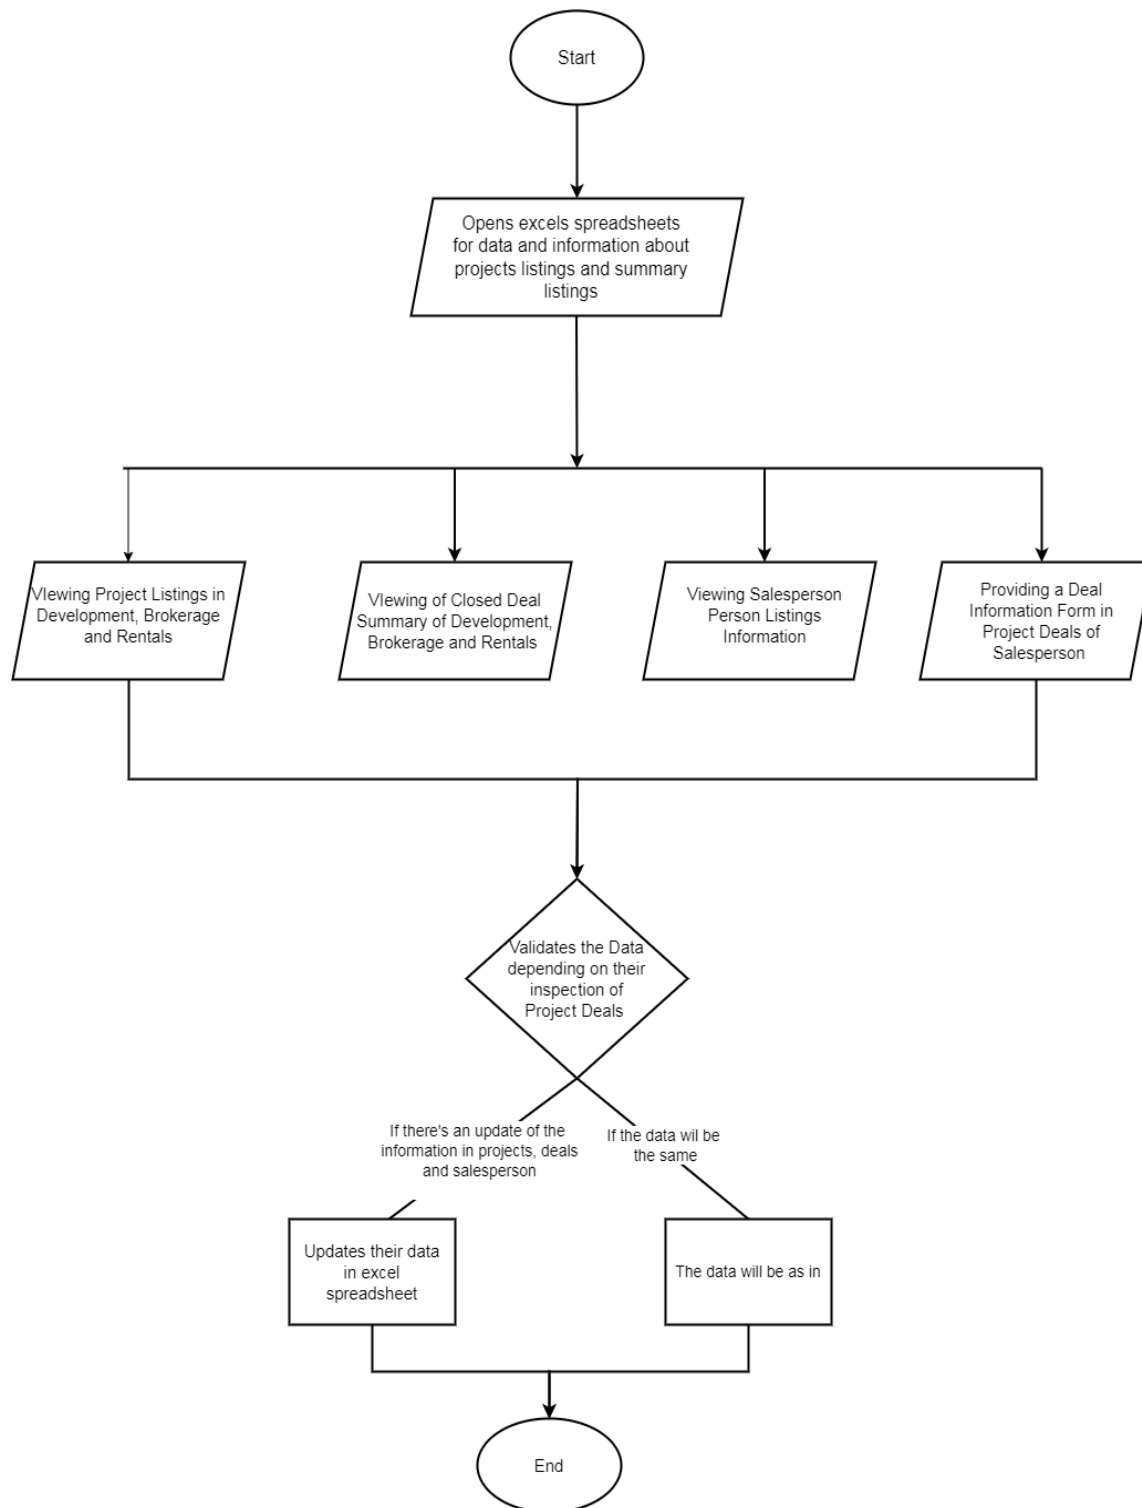 Start
Opens excels spreadsheets
for data and information about
projects listings and summary
listings
VIewing Project Listings in
Development, Brokerage
and Rentals
VIewing of Closed Deal
Summary of Development,
Brokerage and Rentals
Viewing Salesperson
Person Listings
Information
Providing a Deal
Information Form in
Project Deals of
Salesperson
Validates the Data
depending on their
inspection of
Project Deals
If there's an update of the
information in projects, deals
and salesperson
If the data wil be
the same
Updates their data
in excel
spreadsheet
The data will be as in
End